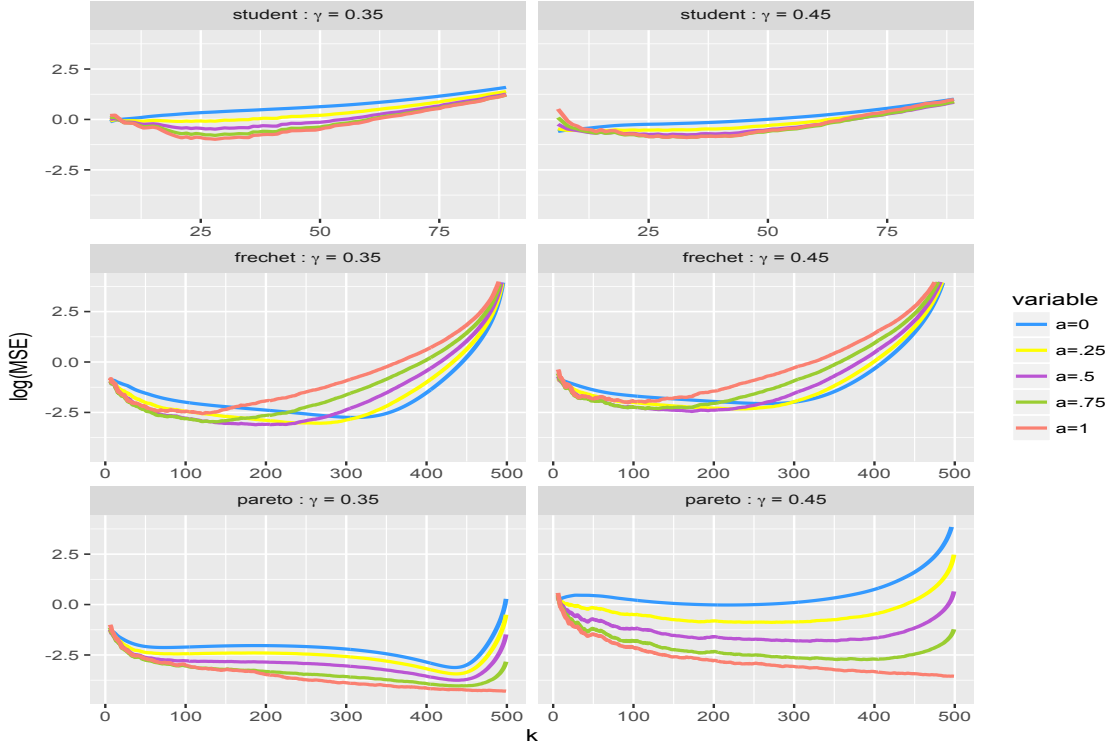 student : γ = 0.35
student : γ = 0.45
2.5
0.0
-2.5
25
50
75
25
50
75
frechet : γ = 0.35
frechet : γ = 0.45
2.5
0.0
-2.5
0
100
200
300
400
500
0
100
200
300
400
500
pareto : γ = 0.35
pareto : γ = 0.45
2.5
0.0
-2.5
0
100
200
300
400
500
0
100
200
300
400
500
log(MSE)
k
variable
a=0
a=.25
a=.5
a=.75
a=1